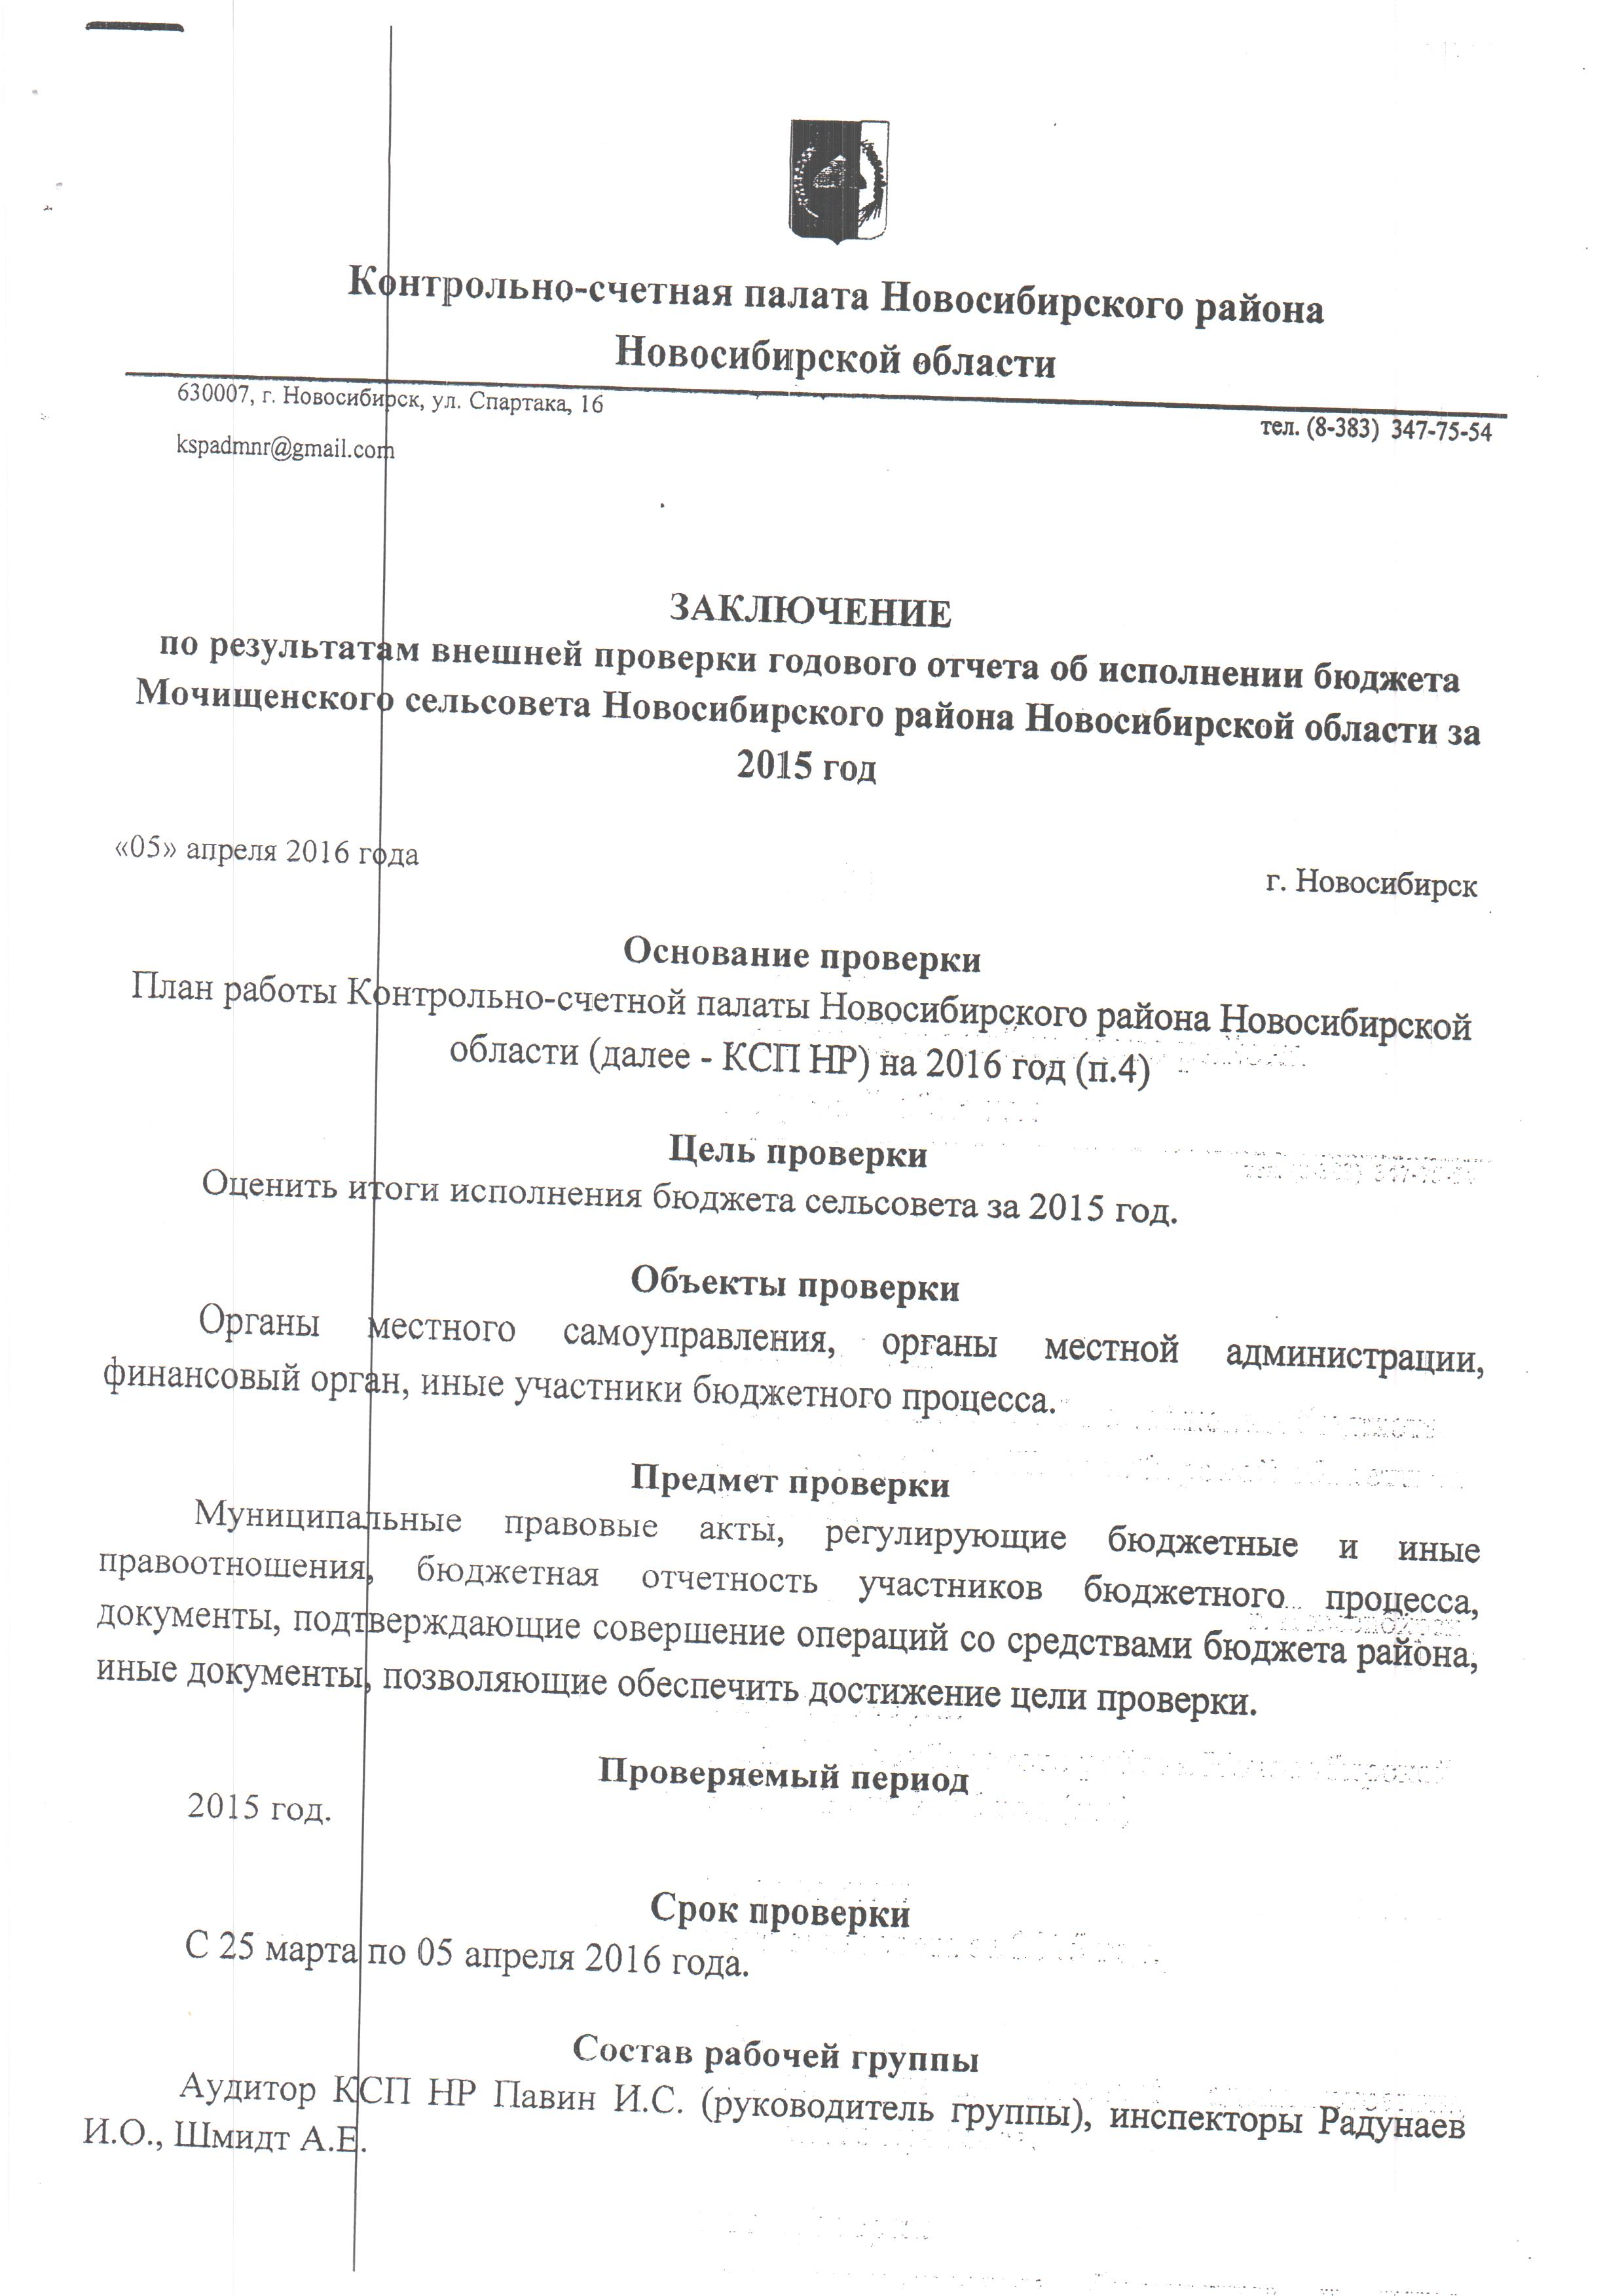 Контрольно-счетная палата Новосибирского района
Новосибирской области
630007, г. Новосибирск, ул. Спартака, 16
тел. (8-383) 347-75-54
kspadmnr@gmail.com
ЗАКЛЮЧЕНИЕ
по результатам внешней проверки годового отчета об исполнении бюджета
Мочищенского сельсовета Новосибирского района Новосибирской области за
2015 год
«05» апреля 2016 года
г. Новосибирск
Основание проверки
План работы Контрольно-счетной палаты Новосибирского района Новосибирской
области (далее - КСП НР) на 2016 год (п.4)
Цель проверки
Оценить итоги исполнения бюджета сельсовета за 2015 год.
Объекты проверки
Органы местного самоуправления, органы местной администрации,
финансовый орган, иные участники бюджетного процесса.
Предмет проверки
Муниципальные правовые акты, регулирующие бюджетные и иные
правоотношения, бюджетная отчетность участников бюджетного процесса,
документы, подтверждающие совершение операций со средствами бюджета района,
иные документы, позволяющие обеспечить достижение цели проверки.
Проверяемый период
2015 год.
Срок проверки
С 25 марта по 05 апреля 2016 года.
Состав рабочей группы
Аудитор КСП НР Павин И.С. (руководитель группы), инспекторы Радунаев
И.О., Шмидт А.Е.